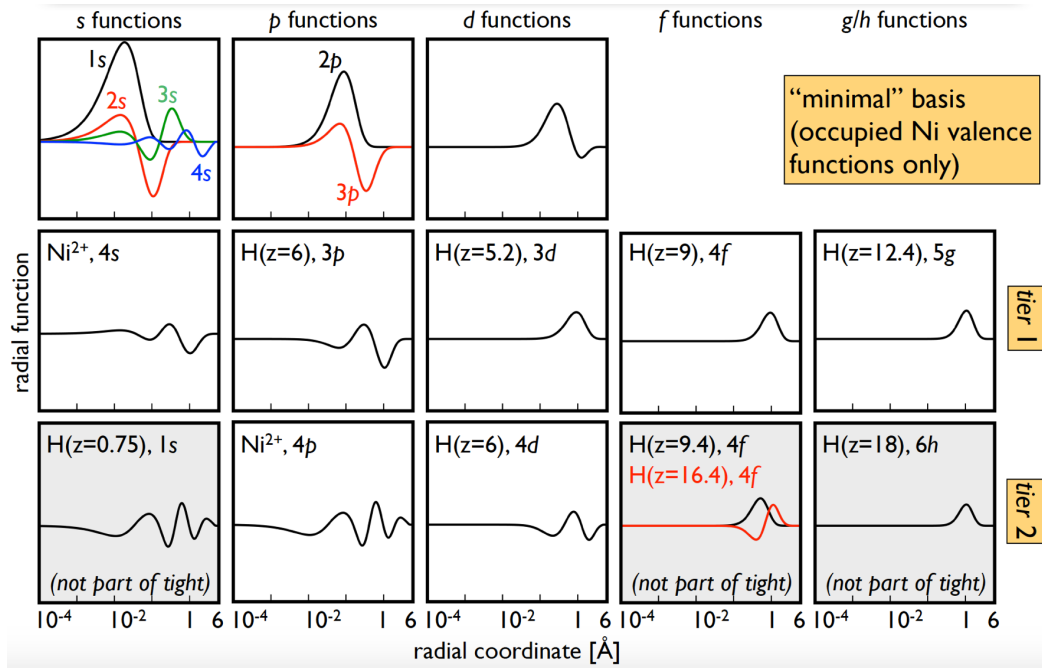 s functions
p functions
d functions
f functions
g/h functions
1s
2s
3s
4s
2p
3p
“minimal” basis
(occupied Ni valence
functions only)
radial function
Ni²⁺, 4s
H(z=6), 3p
H(z=5.2), 3d
H(z=9), 4f
H(z=12.4), 5g
tier 1
H(z=0.75), 1s
(not part of tight)
Ni²⁺, 4p
H(z=6), 4d
H(z=9.4), 4f
H(z=16.4), 4f
(not part of tight)
H(z=18), 6h
(not part of tight)
tier 2
10⁻⁴ 10⁻² 1 6
10⁻⁴ 10⁻² 1 6
10⁻⁴ 10⁻² 1 6
10⁻⁴ 10⁻² 1 6
10⁻⁴ 10⁻² 1 6
radial coordinate [Å]